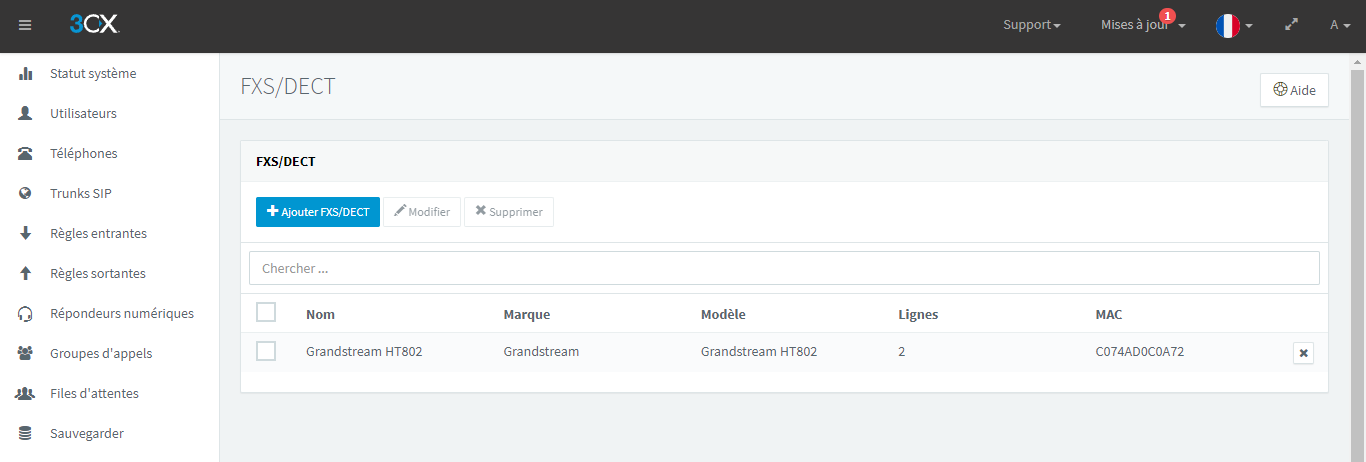 3CX
Support
Mises à jour
1
A
Statut système
Utilisateurs
Téléphones
Trunks SIP
Règles entrantes
Règles sortantes
Répondeurs numériques
Groupes d'appels
Files d'attentes
Sauvegarder
FXS/DECT
Aide
FXS/DECT
Ajouter FXS/DECT Modifier Supprimer
Chercher ...
Nom Marque Modèle Lignes MAC
Grandstream HT802 Grandstream Grandstream HT802 2 C074AD0C0A72